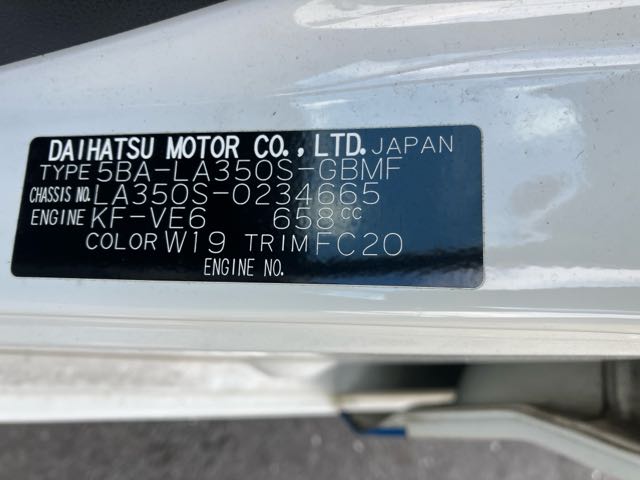 DAIHATSU MOTOR CO., LTD. JAPAN
TYPE 5BA-LA350S-GBMF
CHASSIS NO. LA350S-0234665
ENGINE KF-VE6 658cc
COLOR W19 TRIM FC20
ENGINE NO.